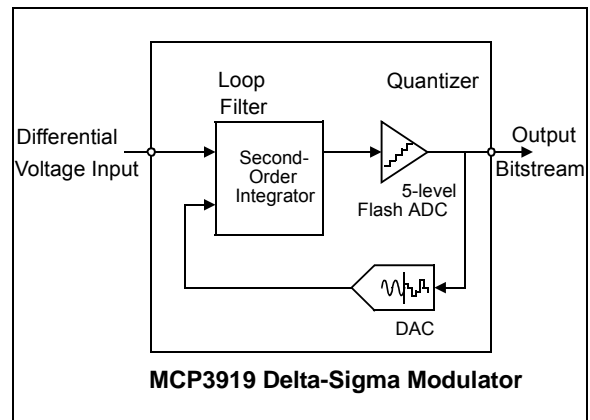 Loop
Filter
Quantizer
Differential
Voltage Input
Second-
Order
Integrator
Output
Bitstream
5-level
Flash ADC
DAC
MCP3919 Delta-Sigma Modulator